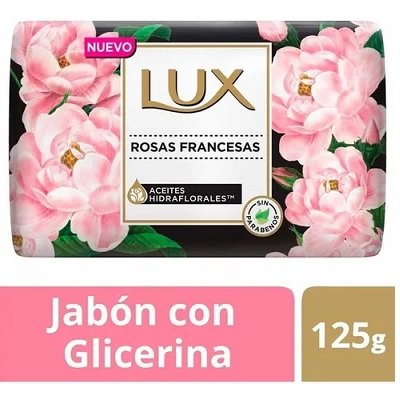 NUEVO
LUX
ROSAS FRANCESAS
ACEITES
HIDRAFLORALES™
SIN
PARABENOS
Jabón con
Glicerina
125g